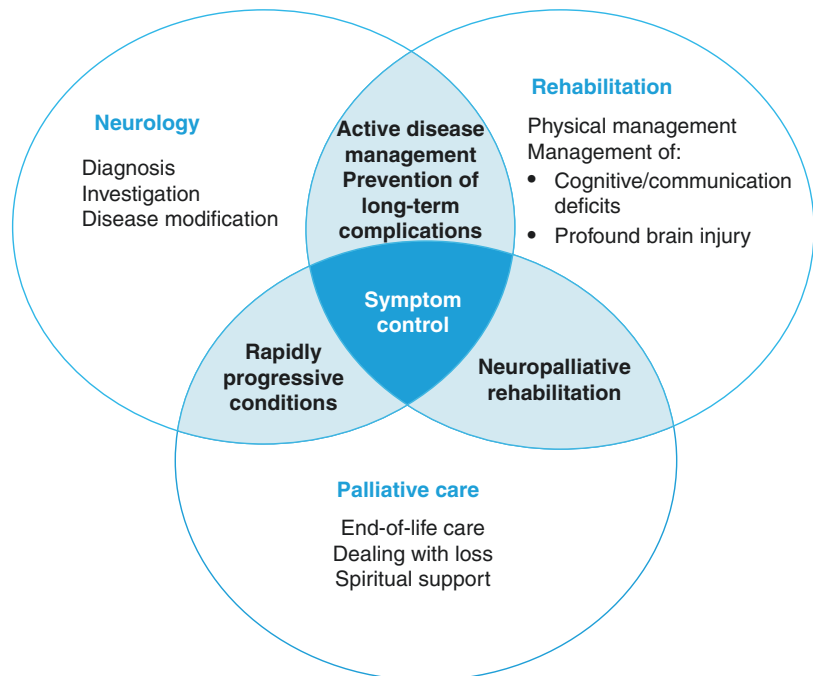 Neurology
Diagnosis
Investigation
Disease modification
Active disease
management
Prevention of
long-term
complications
Rehabilitation
Physical management
Management of:
• Cognitive/communication
deficits
• Profound brain injury
Symptom
control
Rapidly
progressive
conditions
Neuropalliative
rehabilitation
Palliative care
End-of-life care
Dealing with loss
Spiritual support